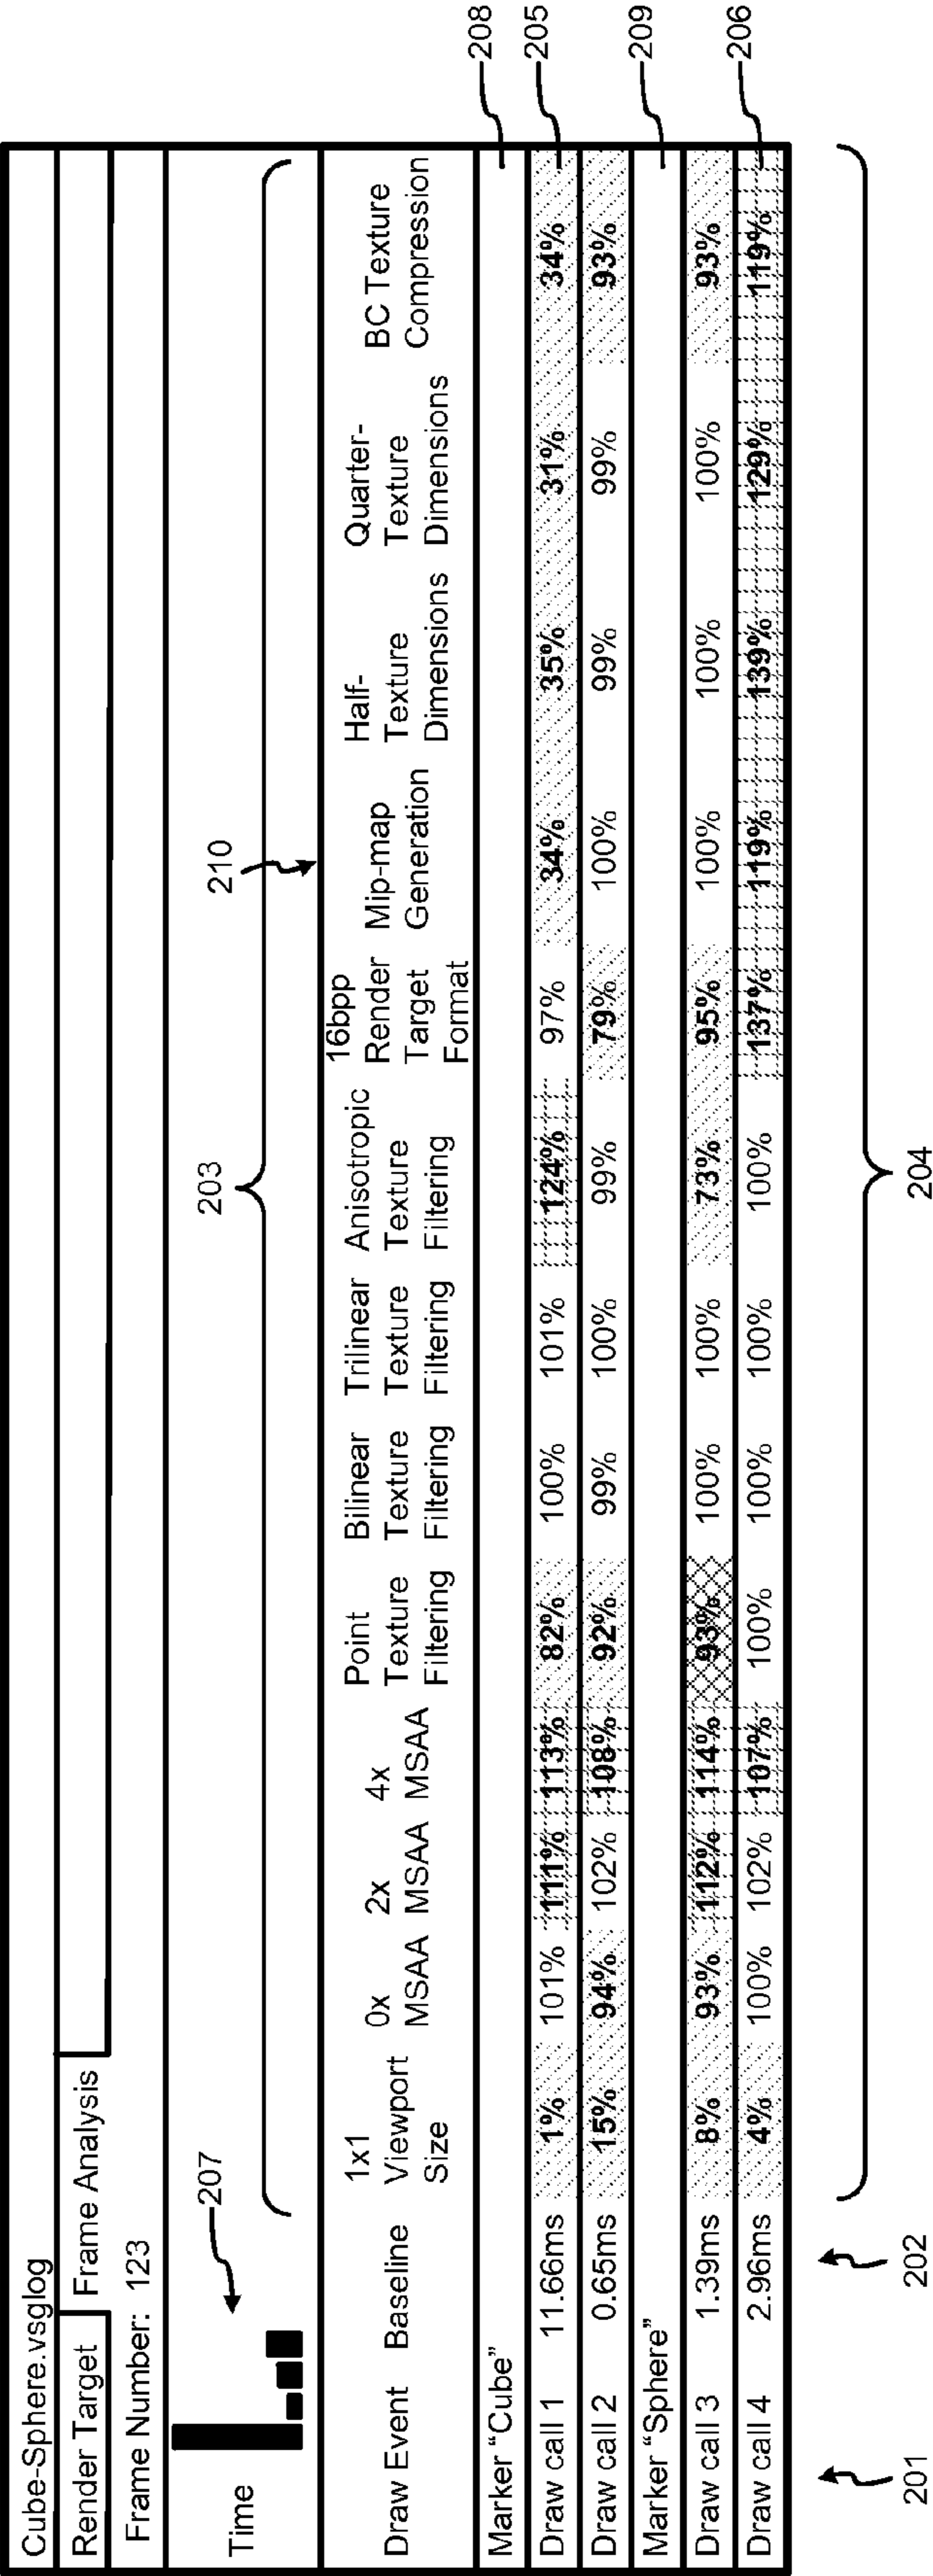 Cube-Sphere.vsglog
Render Target Frame Analysis
Frame Number: 123
Time
207
203
210
Draw Event Baseline 1x1 Viewport Size 0x MSAA 2x MSAA 4x MSAA Point Texture Filtering Bilinear Texture Filtering Trilinear Texture Filtering Anisotropic Texture Filtering 16bpp Render Target Format Mip-map Generation Half-Texture Dimensions Quarter-Texture Dimensions BC Texture Compression
Marker “Cube” 208
Draw call 1 11.66ms 1% 101% 111% 113% 82% 100% 101% 124% 97% 34% 35% 31% 34% 205
Draw call 2 0.65ms 15% 94% 102% 108% 92% 99% 100% 99% 79% 100% 99% 99% 93%
Marker “Sphere” 209
Draw call 3 1.39ms 8% 93% 112% 114% 93% 100% 100% 73% 95% 100% 100% 100% 93%
Draw call 4 2.96ms 4% 100% 102% 107% 100% 100% 100% 100% 137% 119% 139% 129% 119% 206
201 202 204